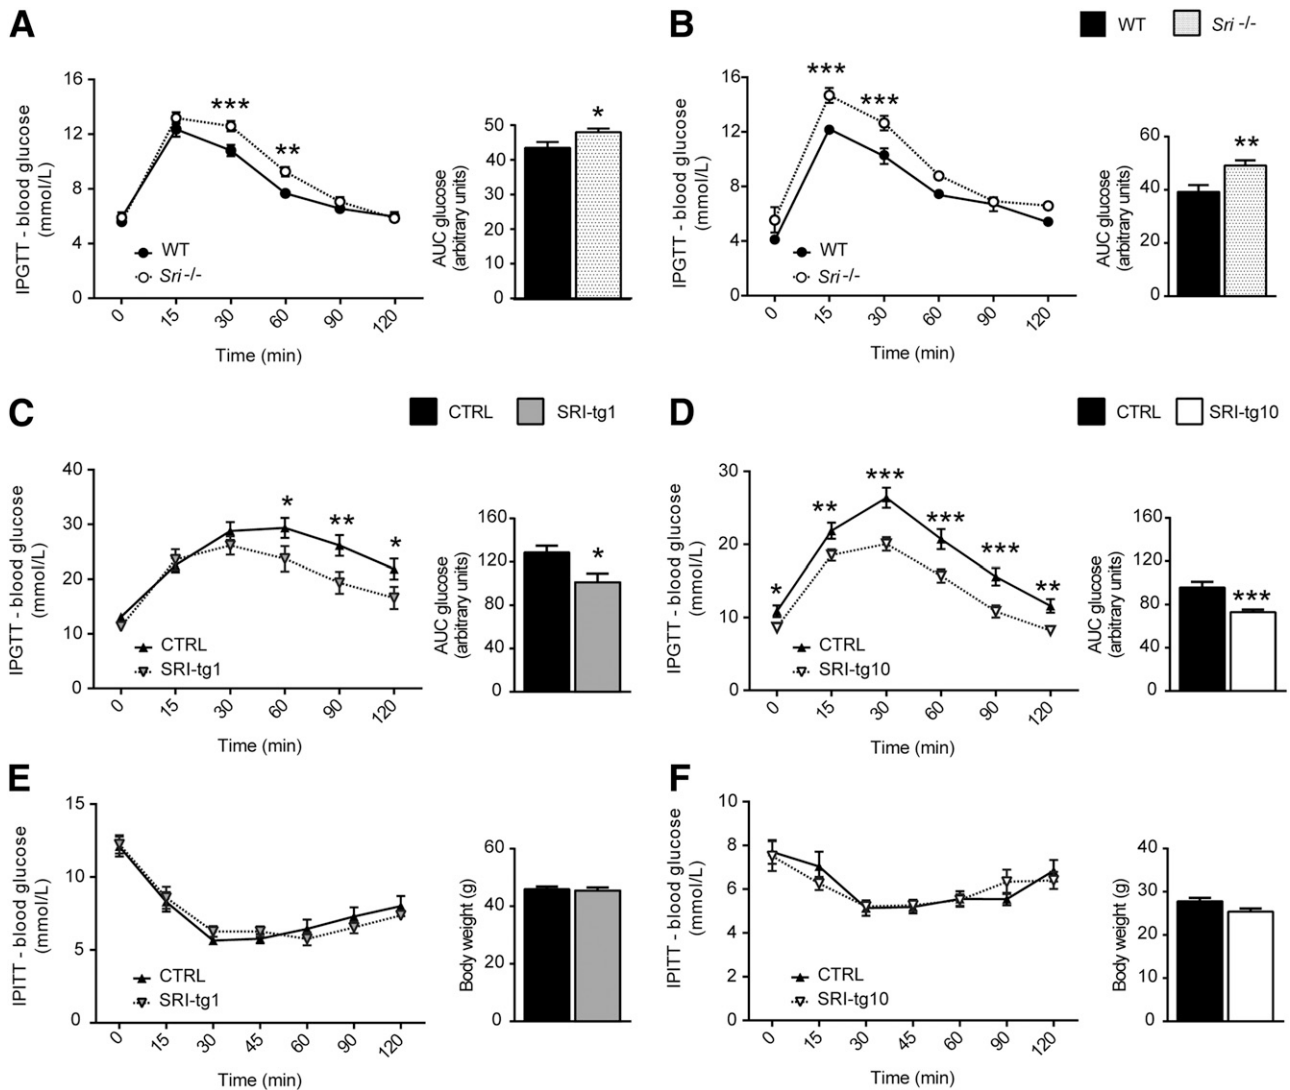 A
IPGTT - blood glucose
(mmol/L)
16
12
8
4
0
***
**
WT
Sri -/-
0
15
30
60
90
120
Time (min)
AUC glucose
(arbitrary units)
50
40
30
20
10
0
*
B
WT
Sri -/-
IPGTT - blood glucose
(mmol/L)
16
12
8
4
0
***
***
WT
Sri -/-
0
15
30
60
90
120
Time (min)
AUC glucose
(arbitrary units)
60
40
20
0
**
C
CTRL
SRI-tg1
IPGTT - blood glucose
(mmol/L)
40
30
20
10
0
*
**
*
CTRL
SRI-tg1
0
15
30
60
90
120
Time (min)
AUC glucose
(arbitrary units)
160
120
80
40
0
*
D
CTRL
SRI-tg10
IPGTT - blood glucose
(mmol/L)
30
20
10
0
*
**
***
***
***
**
CTRL
SRI-tg10
0
15
30
60
90
120
Time (min)
AUC glucose
(arbitrary units)
160
120
80
40
0
***
E
IPITT - blood glucose
(mmol/L)
15
10
5
0
CTRL
SRI-tg1
0
15
30
45
60
90
120
Time (min)
Body weight (g)
60
40
20
0
F
IPITT - blood glucose
(mmol/L)
10
8
6
4
2
0
CTRL
SRI-tg10
0
15
30
45
60
90
120
Time (min)
Body weight (g)
40
30
20
10
0